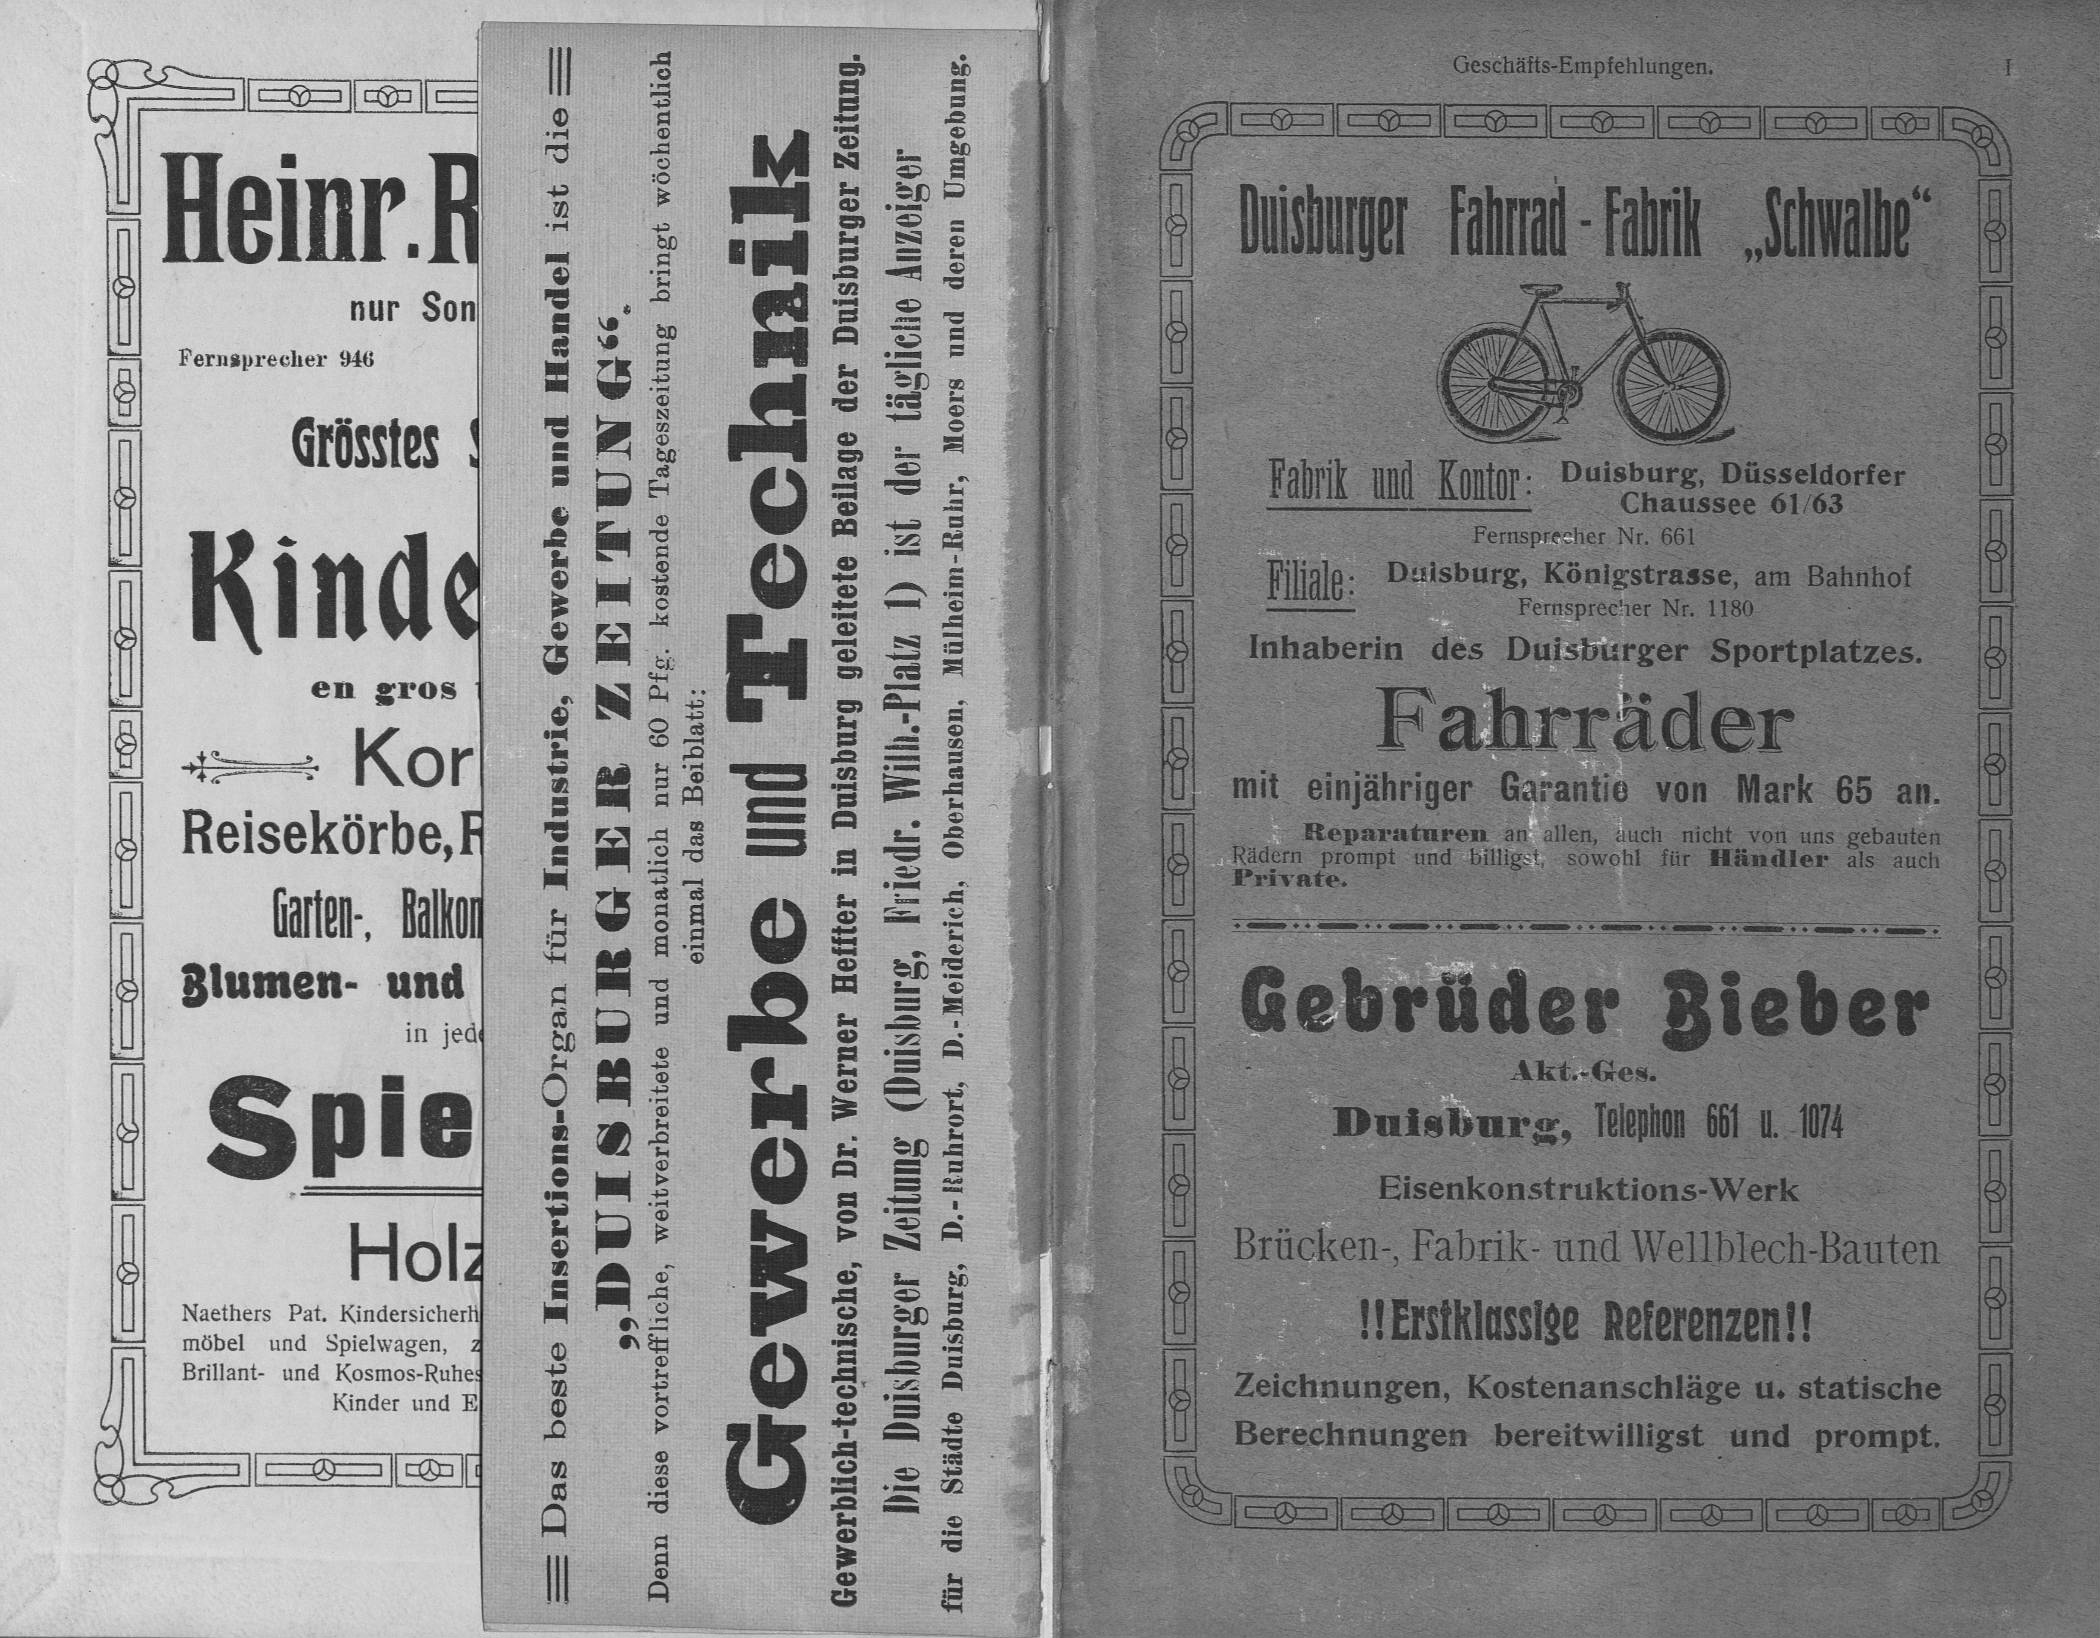 Heinr. R
nur Son
Fernsprecher 946
Grösstes
Kinde
en gros
Kor
Reisekörbe, R
Garten-, Balkon
Blumen- und
in jede
Spie
Holz
Naethers Pat. Kindersicherh
möbel und Spielwagen, z
Brillant- und Kosmos-Ruhes
Kinder und E
Das beste Insertions-Organ für Industrie, Gewerbe und Handel ist die
„DUISBURGER ZEITUNG“.
Denn diese vortreffliche, weitverbreitete und monatlich nur 60 Pfg. kostende Tageszeitung bringt wöchentlich
einmal das Beiblatt:
Gewerbe und Technik
Gewerblich-technische, von Dr. Werner Heffter in Duisburg geleitete Beilage der Duisburger Zeitung.
Die Duisburger Zeitung (Duisburg, Friedr. Wilh.-Platz 1) ist der tägliche Anzeiger
für die Städte Duisburg, D.-Ruhrort, D.-Meiderich, Oberhausen, Mülheim-Ruhr, Moers und deren Umgebung.
Geschäfts-Empfehlungen. I
Duisburger Fahrrad-Fabrik „Schwalbe“
Fabrik und Kontor: Duisburg, Düsseldorfer
Chaussee 61/63
Fernsprecher Nr. 661
Filiale: Duisburg, Königstrasse, am Bahnhof
Fernsprecher Nr. 1180
Inhaberin des Duisburger Sportplatzes.
Fahrräder
mit einjähriger Garantie von Mark 65 an.
Reparaturen an allen, auch nicht von uns gebauten
Rädern prompt und billigst, sowohl für Händler als auch
Private.
Gebrüder Bieber
Akt.-Ges.
Duisburg, Telephon 661 u. 1074
Eisenkonstruktions-Werk
Brücken-, Fabrik- und Wellblech-Bauten
!!Erstklassige Referenzen!!
Zeichnungen, Kostenanschläge u. statische
Berechnungen bereitwilligst und prompt.